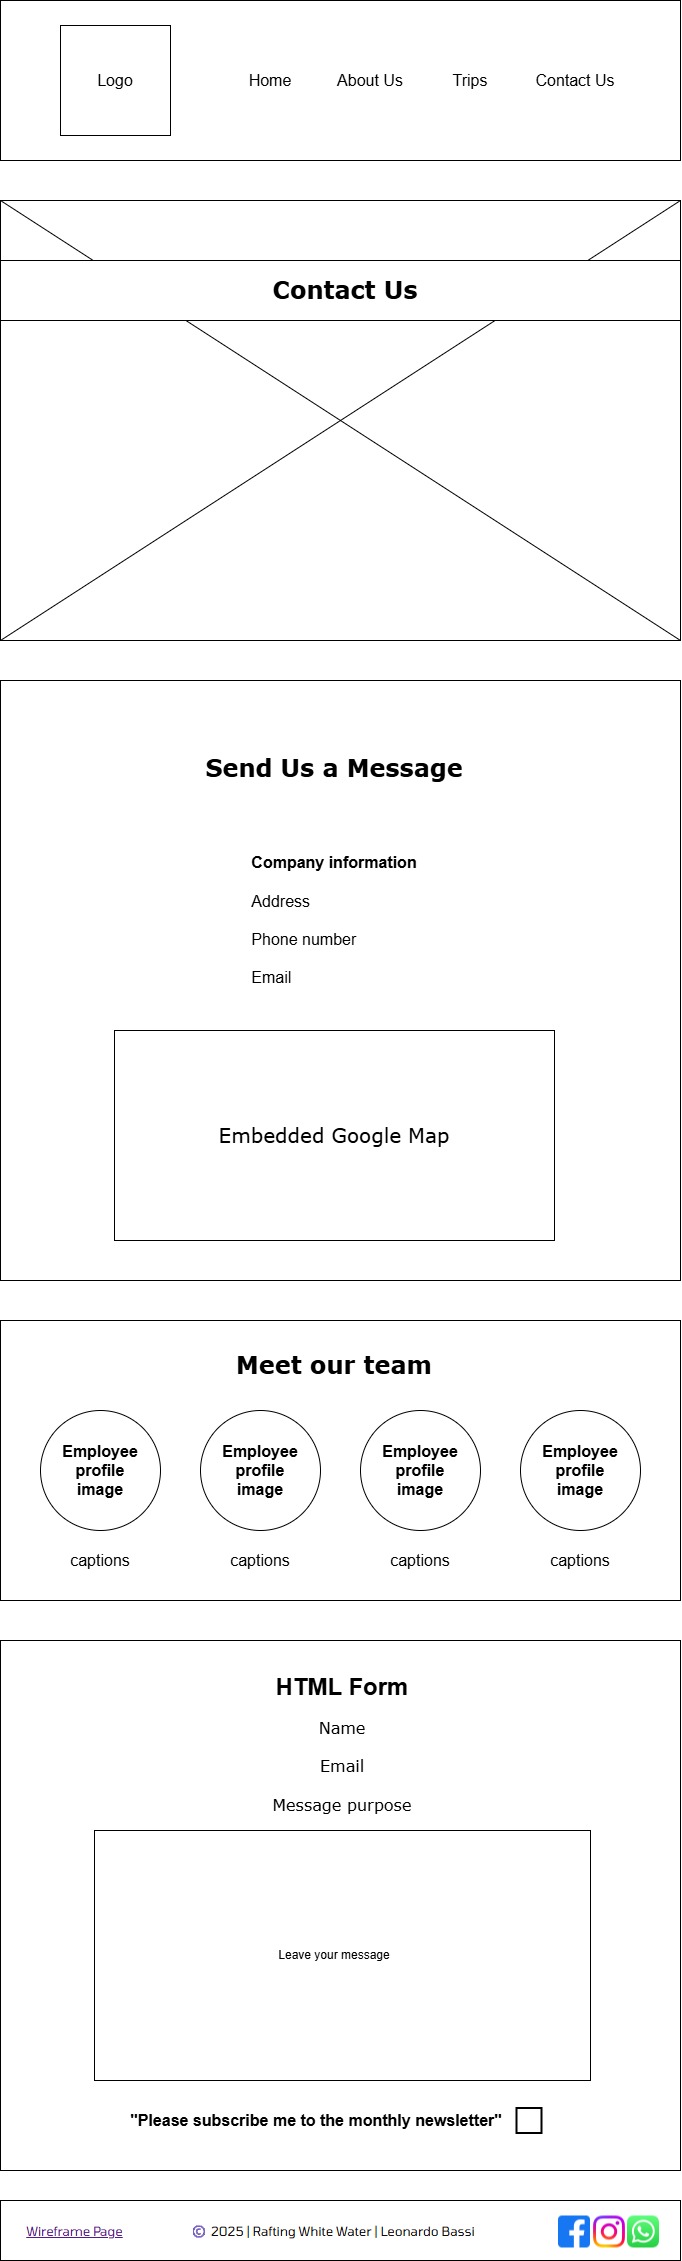 Logo
Home About Us Trips Contact Us
Contact Us
Send Us a Message
Company information
Address
Phone number
Email
Embedded Google Map
Meet our team
Employee profile image
Employee profile image
Employee profile image
Employee profile image
captions captions captions captions
HTML Form
Name
Email
Message purpose
Leave your message
"Please subscribe me to the monthly newsletter"
Wireframe Page © 2025 | Rafting White Water | Leonardo Bassi